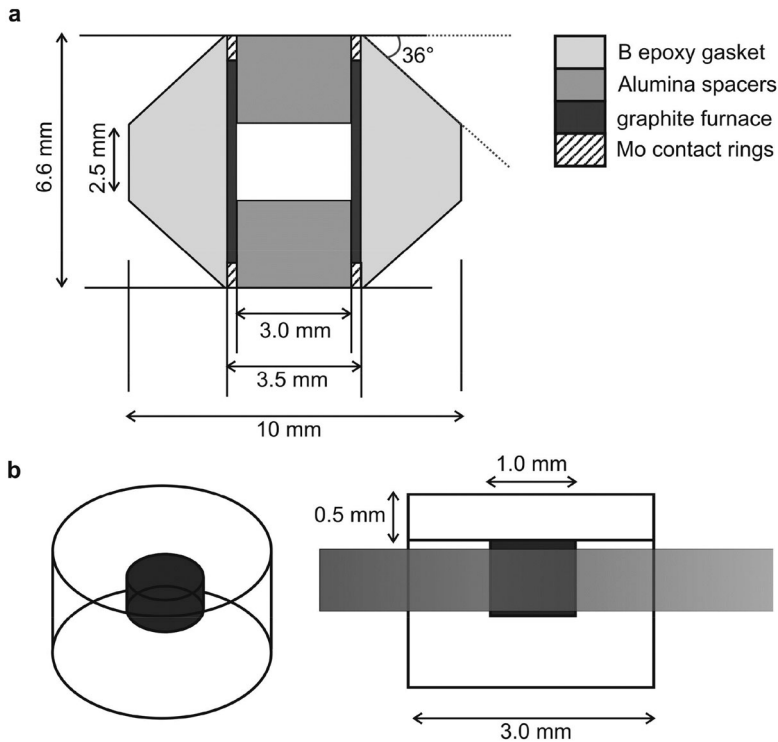 a
36°
6.6 mm
2.5 mm
3.0 mm
3.5 mm
10 mm
B epoxy gasket
Alumina spacers
graphite furnace
Mo contact rings
b
1.0 mm
0.5 mm
3.0 mm